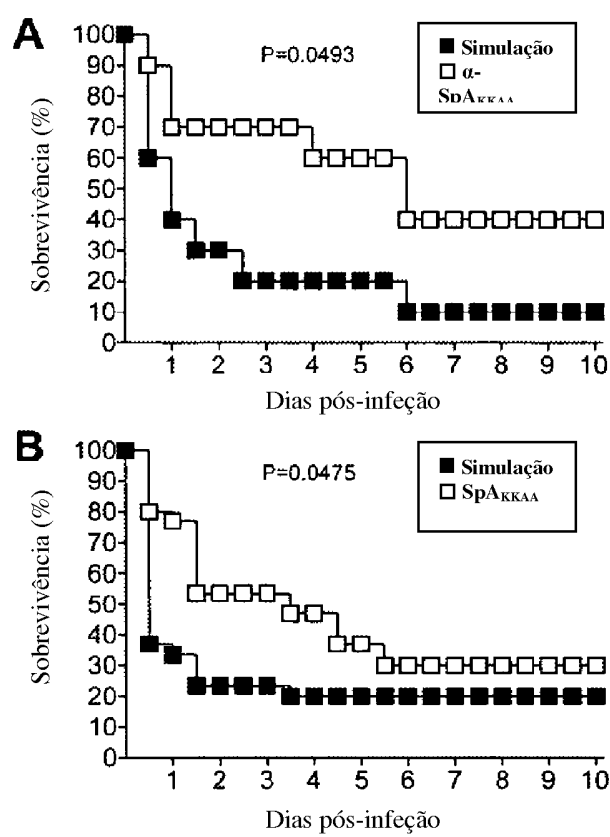 A
P=0.0493
Simulação
α-
SpAKKAA
Sobrevivência (%)
100
90
80
70
60
50
40
30
20
10
0
1 2 3 4 5 6 7 8 9 10
Dias pós-infeção
B
P=0.0475
Simulação
SpAKKAA
Sobrevivência (%)
100
90
80
70
60
50
40
30
20
10
0
1 2 3 4 5 6 7 8 9 10
Dias pós-infeção